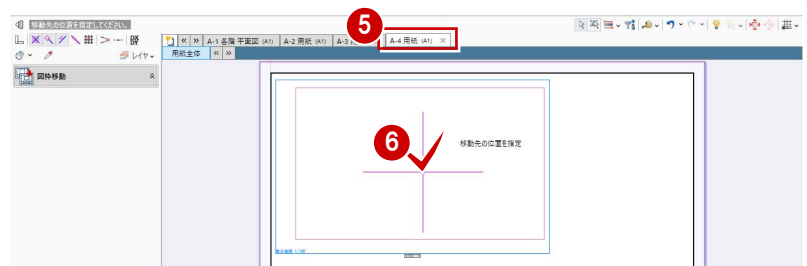 移動先の位置を指定してください。
5
A-1 各階 平面図 (A1)
A-2 用紙 (A1)
A-3
A-4 用紙 (A1)
レイヤ
用紙全体
図枠移動
6
移動先の位置を指定